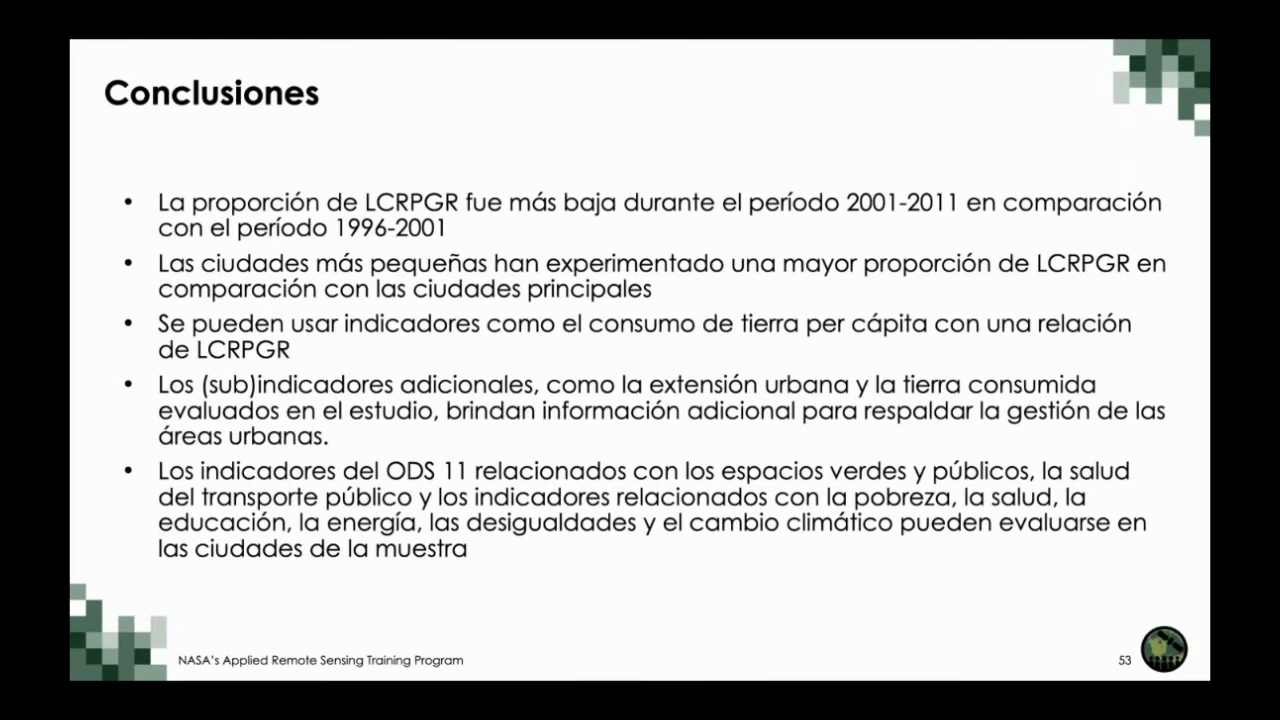 Conclusiones
• La proporción de LCRPGR fue más baja durante el período 2001-2011 en comparación
con el período 1996-2001
• Las ciudades más pequeñas han experimentado una mayor proporción de LCRPGR en
comparación con las ciudades principales
• Se pueden usar indicadores como el consumo de tierra per cápita con una relación
de LCRPGR
• Los (sub)indicadores adicionales, como la extensión urbana y la tierra consumida
evaluados en el estudio, brindan información adicional para respaldar la gestión de las
áreas urbanas.
• Los indicadores del ODS 11 relacionados con los espacios verdes y públicos, la salud
del transporte público y los indicadores relacionados con la pobreza, la salud, la
educación, la energía, las desigualdades y el cambio climático pueden evaluarse en
las ciudades de la muestra
NASA's Applied Remote Sensing Training Program
53